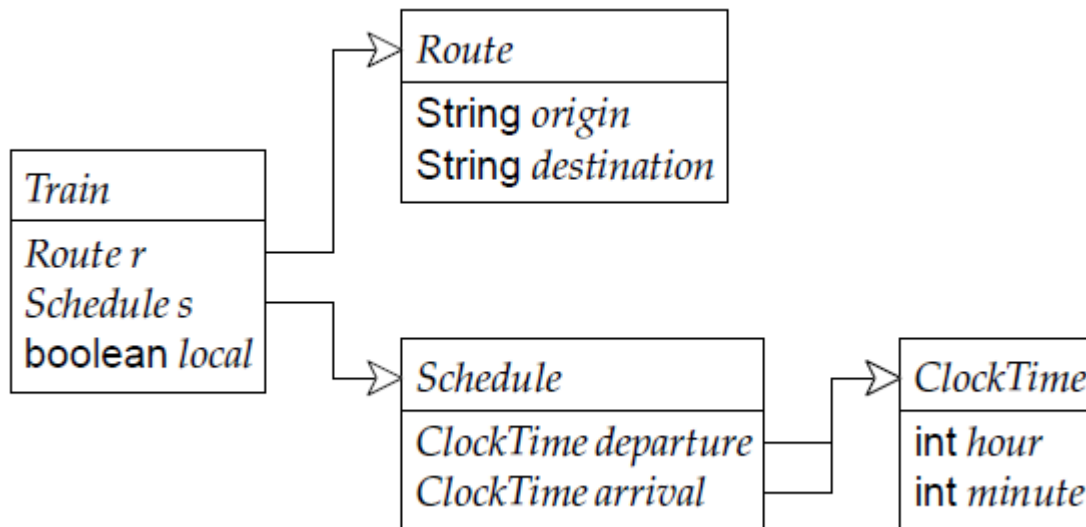 Route
String origin
String destination
Train
Route r
Schedule s
boolean local
Schedule
ClockTime departure
ClockTime arrival
ClockTime
int hour
int minute